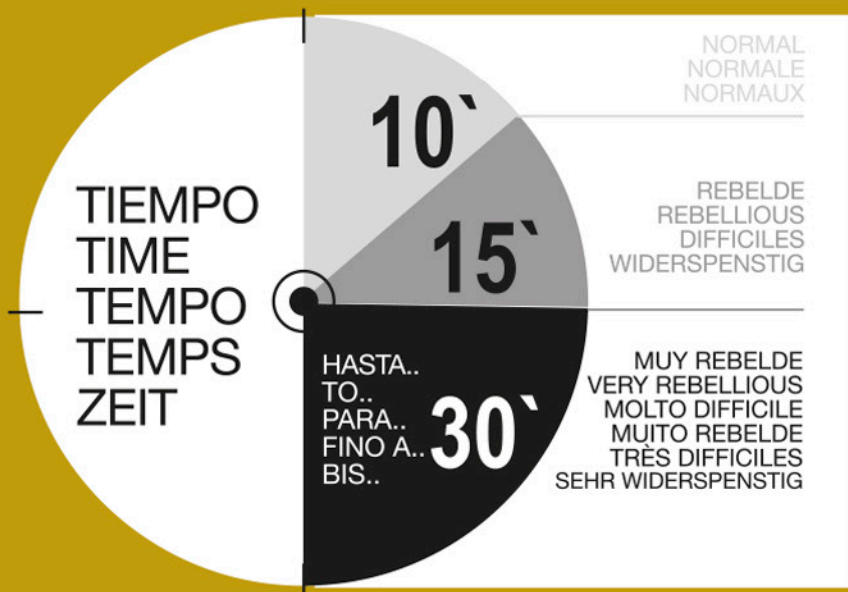 TIEMPO
TIME
TEMPO
TEMPS
ZEIT
10`
NORMAL
NORMALE
NORMAUX
15`
REBELDE
REBELLIOUS
DIFFICILES
WIDERSPENSTIG
HASTA..
TO..
PARA..
FINO A..
BIS..
30`
MUY REBELDE
VERY REBELLIOUS
MOLTO DIFFICILE
MUITO REBELDE
TRÈS DIFFICILES
SEHR WIDERSPENSTIG